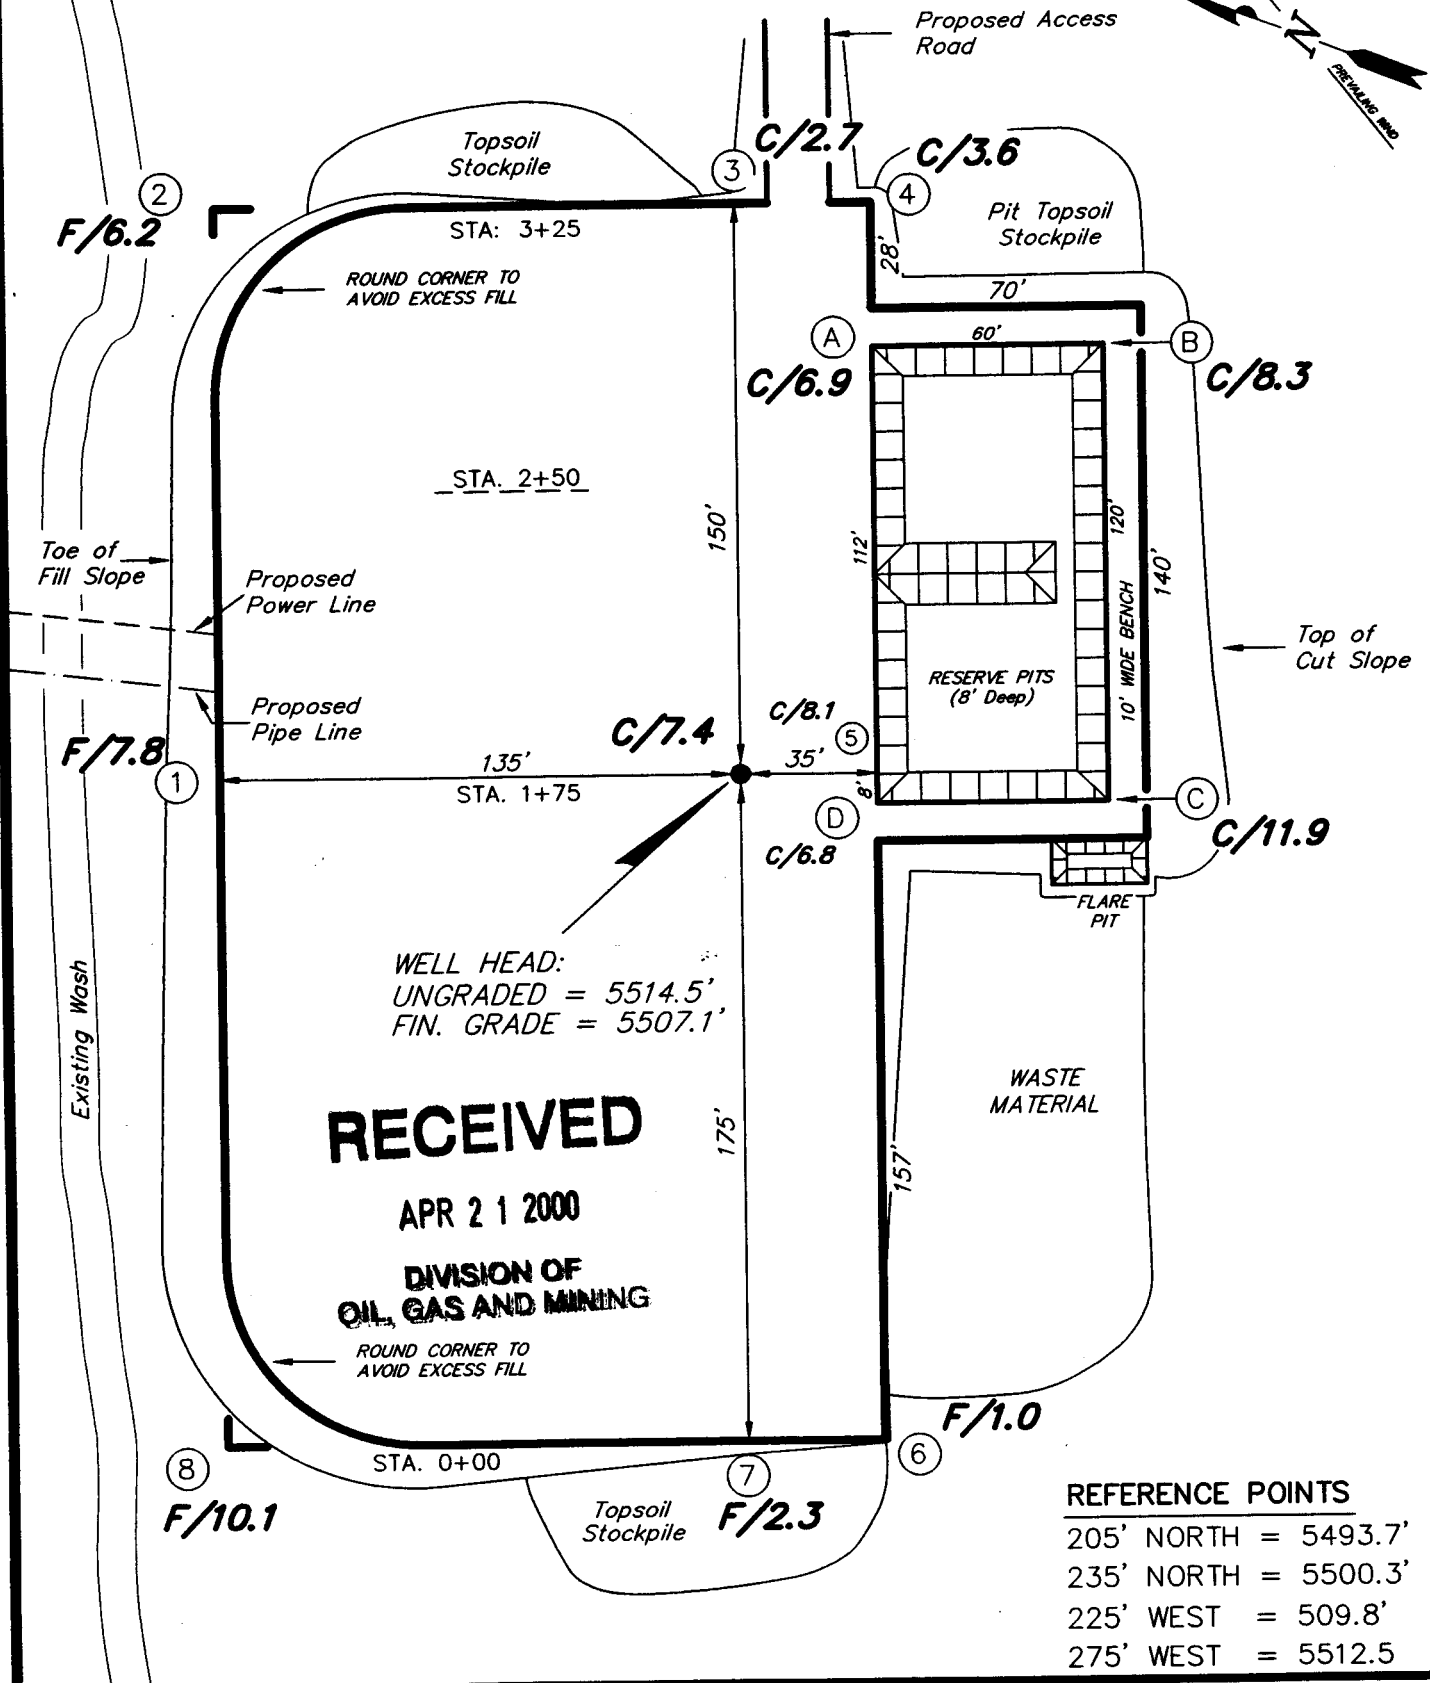 Proposed Access
Road
N
PREVAILING WIND
Topsoil
Stockpile
3
C/2.7
C/3.6
4
2
F/6.2
STA: 3+25
Pit Topsoil
Stockpile
28'
ROUND CORNER TO
AVOID EXCESS FILL
70'
A
60'
B
C/6.9
C/8.3
STA. 2+50
150'
112'
120'
140'
Toe of
Fill Slope
Proposed
Power Line
10' WIDE BENCH
Top of
Cut Slope
RESERVE PITS
(8' Deep)
Proposed
Pipe Line
C/7.4
C/8.1
5
F/7.8
1
135'
35'
STA. 1+75
8'
C
D
C/11.9
C/6.8
FLARE
PIT
WELL HEAD:
UNGRADED = 5514.5'
FIN. GRADE = 5507.1'
Existing Wash
WASTE
MATERIAL
RECEIVED
175'
157'
APR 2 1 2000
DIVISION OF
OIL, GAS AND MINING
ROUND CORNER TO
AVOID EXCESS FILL
F/1.0
6
STA. 0+00
8
7
F/10.1
Topsoil
Stockpile
F/2.3
REFERENCE POINTS
205' NORTH = 5493.7'
235' NORTH = 5500.3'
225' WEST = 509.8'
275' WEST = 5512.5